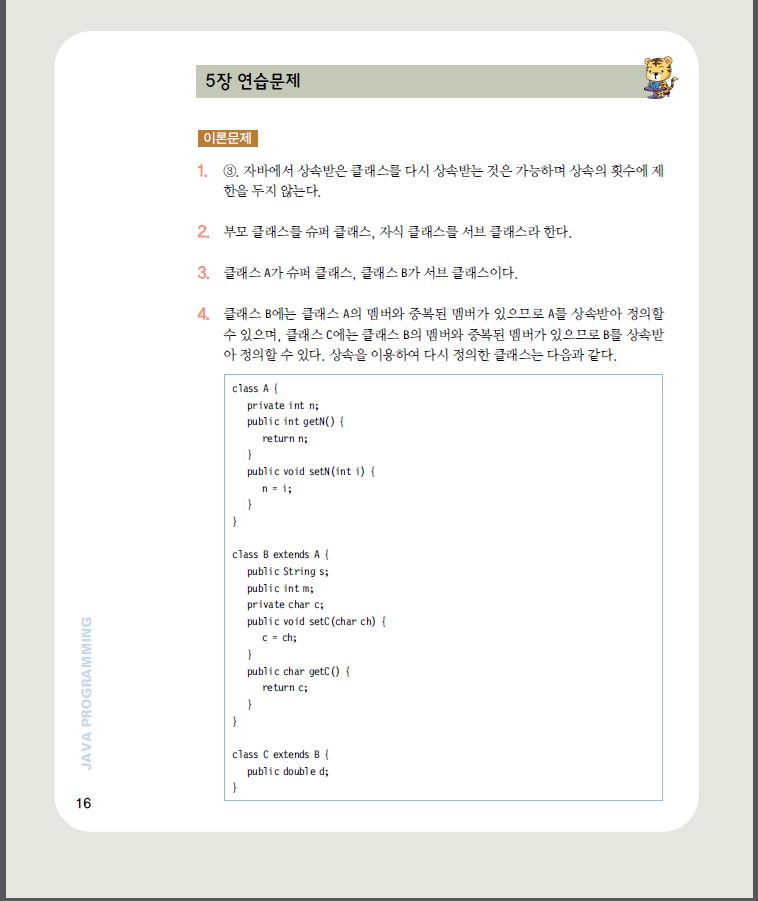 5장 연습문제
이론문제
1. ③. 자바에서 상속받은 클래스를 다시 상속받는 것은 가능하며 상속의 횟수에 제
한을 두지 않는다.
2. 부모 클래스를 슈퍼 클래스, 자식 클래스를 서브 클래스라 한다.
3. 클래스 A가 슈퍼 클래스, 클래스 B가 서브 클래스이다.
4. 클래스 B에는 클래스 A의 멤버와 중복된 멤버가 있으므로 A를 상속받아 정의할
수 있으며, 클래스 C에는 클래스 B의 멤버와 중복된 멤버가 있으므로 B를 상속받
아 정의할 수 있다. 상속을 이용하여 다시 정의한 클래스는 다음과 같다.
class A {
private int n;
public int getN() {
return n;
}
public void setN(int i) {
n = i;
}
}
class B extends A {
public String s;
public int m;
private char c;
public void setC(char ch) {
c = ch;
}
public char getC() {
return c;
}
}
class C extends B {
public double d;
}
JAVA PROGRAMMING
16